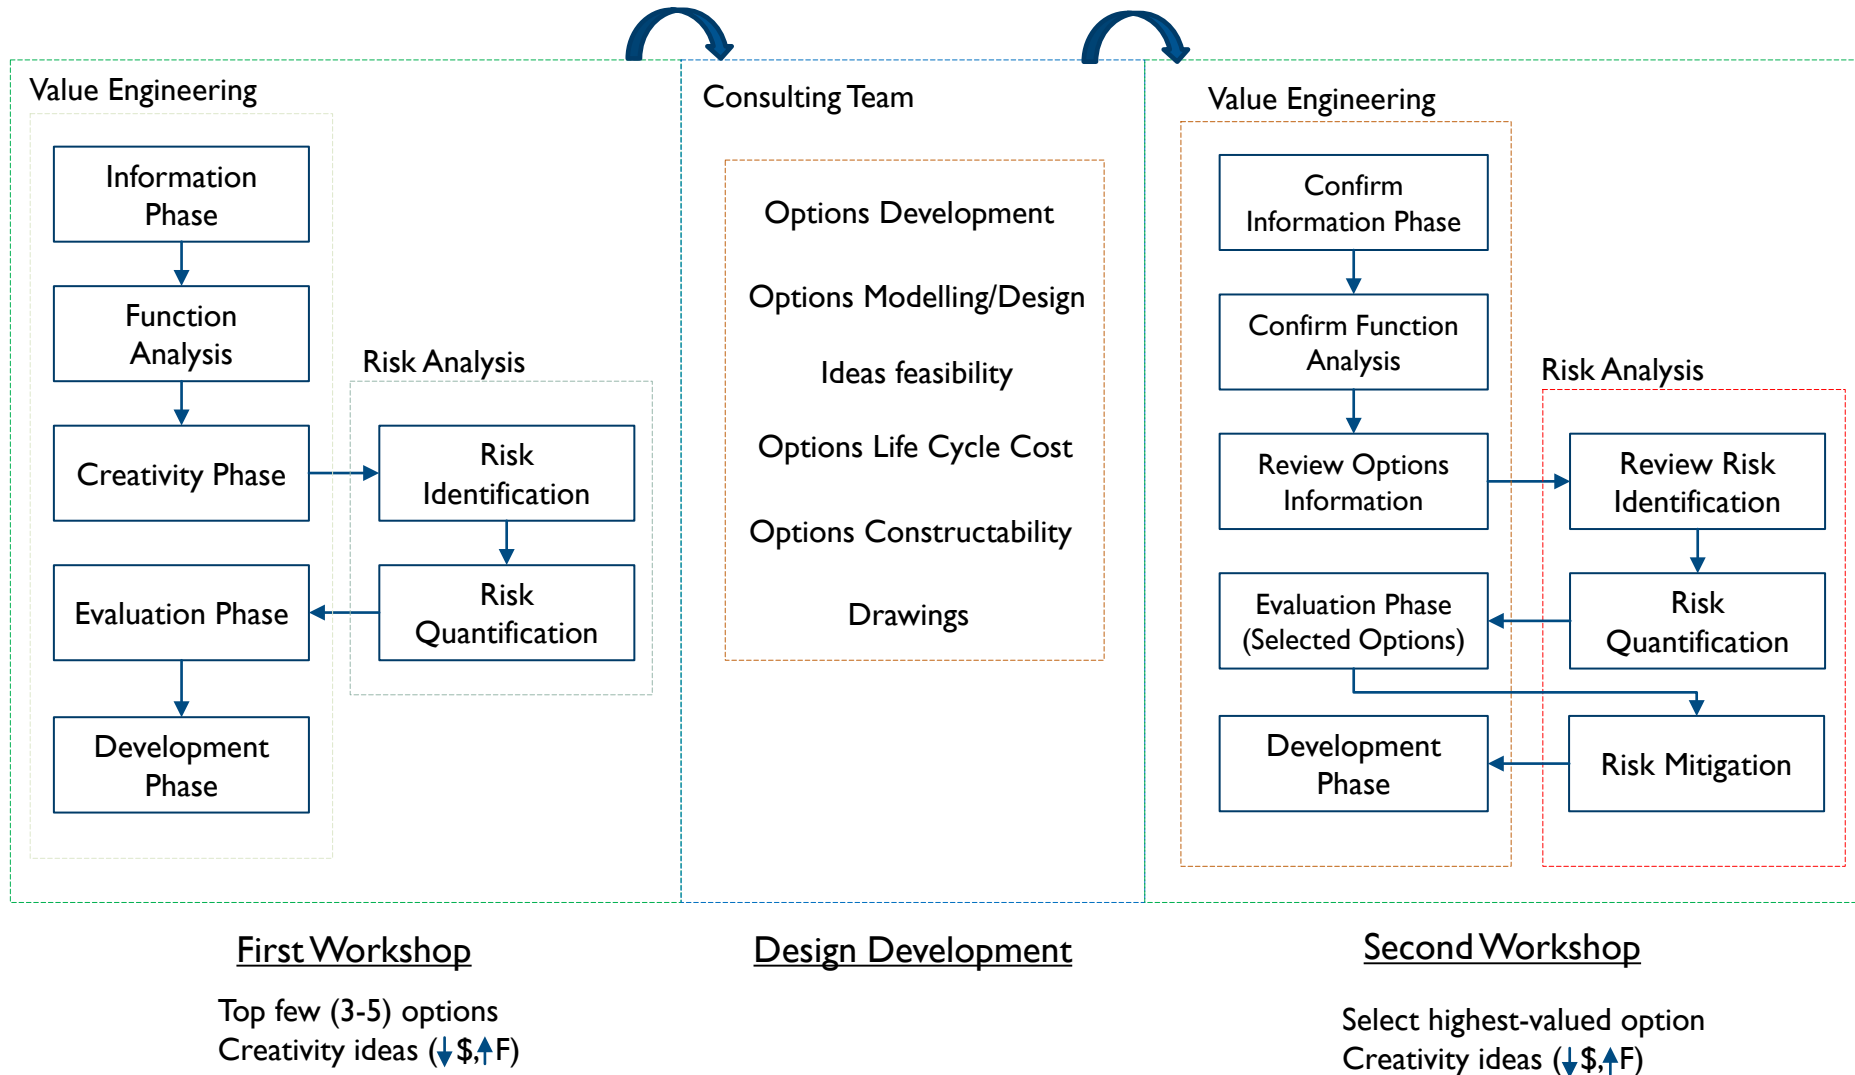 Value Engineering
Information
Phase
Function
Analysis
Creativity Phase
Evaluation Phase
Development
Phase
Risk Analysis
Risk
Identification
Risk
Quantification
First Workshop
Top few (3-5) options
Creativity ideas (↓$,↑F)
Consulting Team
Options Development
Options Modelling/Design
Ideas feasibility
Options Life Cycle Cost
Options Constructability
Drawings
Design Development
Value Engineering
Confirm
Information Phase
Confirm Function
Analysis
Review Options
Information
Evaluation Phase
(Selected Options)
Development
Phase
Risk Analysis
Review Risk
Identification
Risk
Quantification
Risk Mitigation
Second Workshop
Select highest-valued option
Creativity ideas (↓$,↑F)